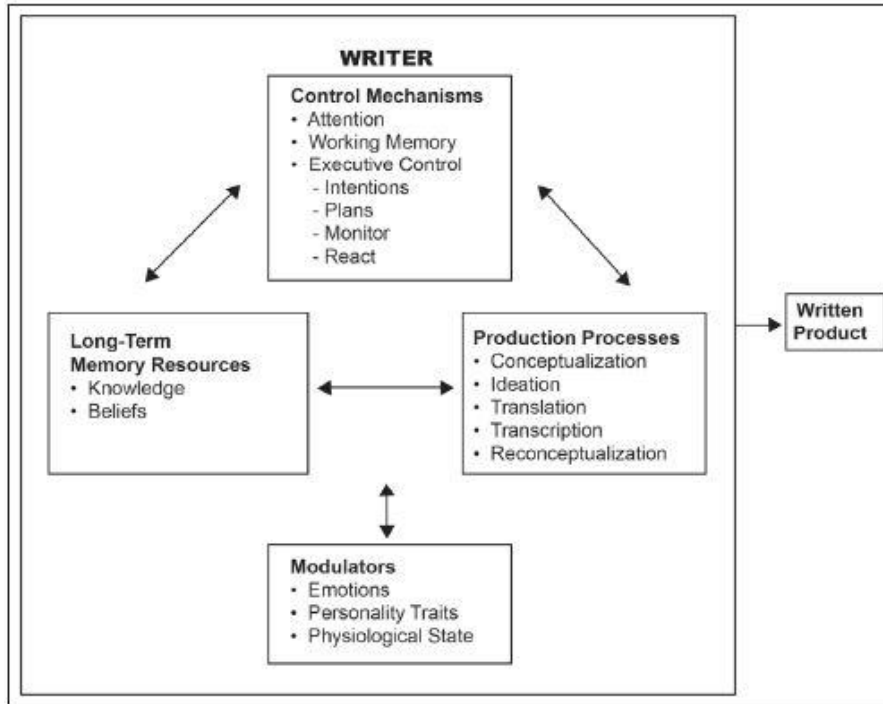 WRITER
Control Mechanisms
• Attention
• Working Memory
• Executive Control
- Intentions
- Plans
- Monitor
- React
Long-Term
Memory Resources
• Knowledge
• Beliefs
Production Processes
• Conceptualization
• Ideation
• Translation
• Transcription
• Reconceptualization
Written
Product
Modulators
• Emotions
• Personality Traits
• Physiological State